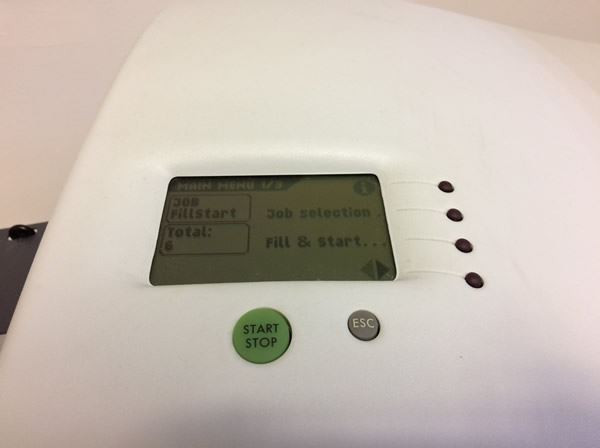 MAIN MENU 1/3
JOB
FillStart
Job selection
Total:
6
Fill & Start...
START
STOP
ESC